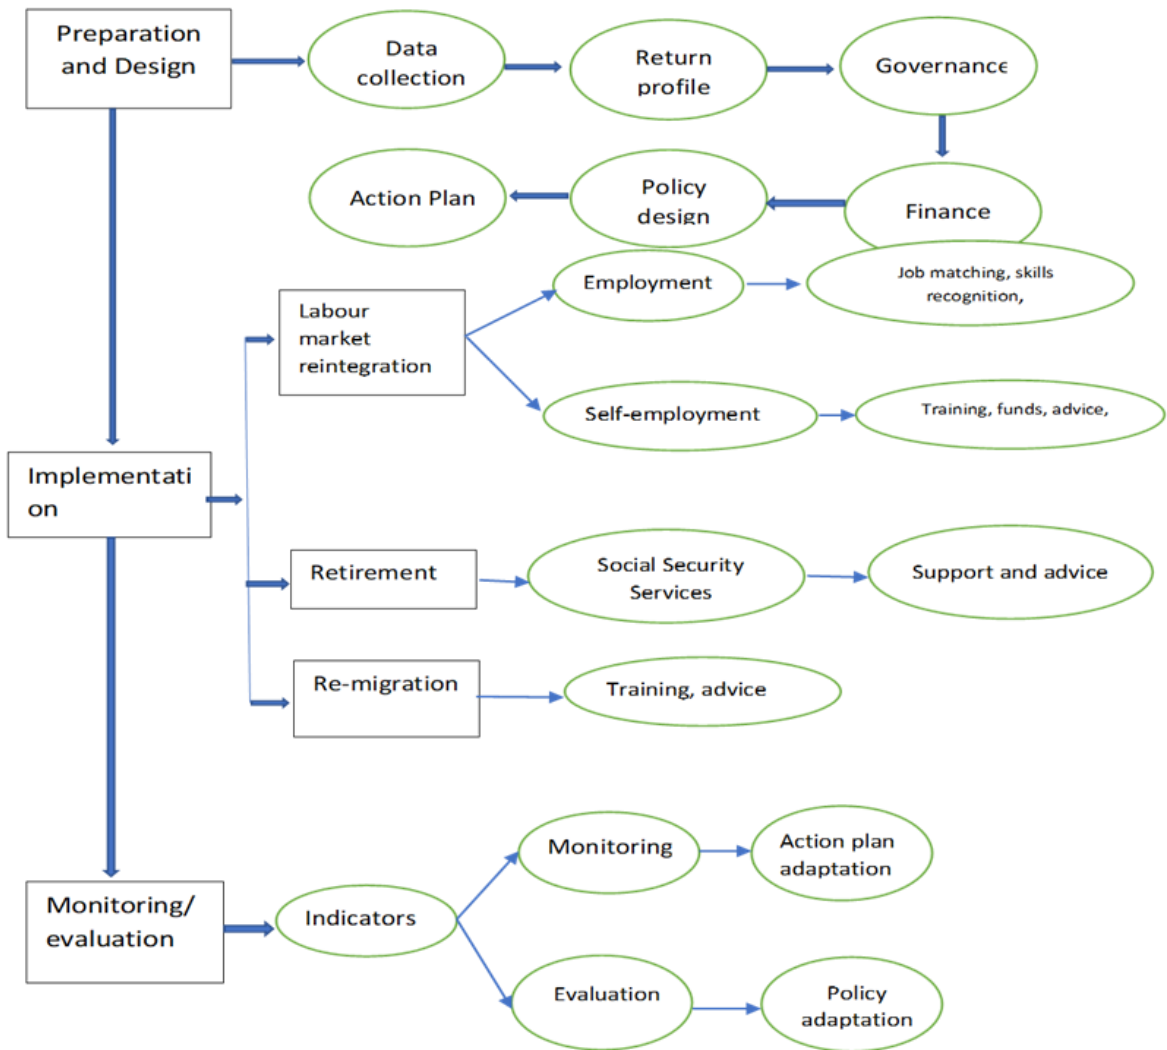 Preparation
and Design
Data
collection
Return
profile
Governance
Action Plan
Policy
design
Finance
Labour
market
reintegration
Employment
Job matching, skills
recognition,
Self-employment
Training, funds, advice,
Implementati
on
Retirement
Social Security
Services
Support and advice
Re-migration
Training, advice
Monitoring/
evaluation
Indicators
Monitoring
Action plan
adaptation
Evaluation
Policy
adaptation